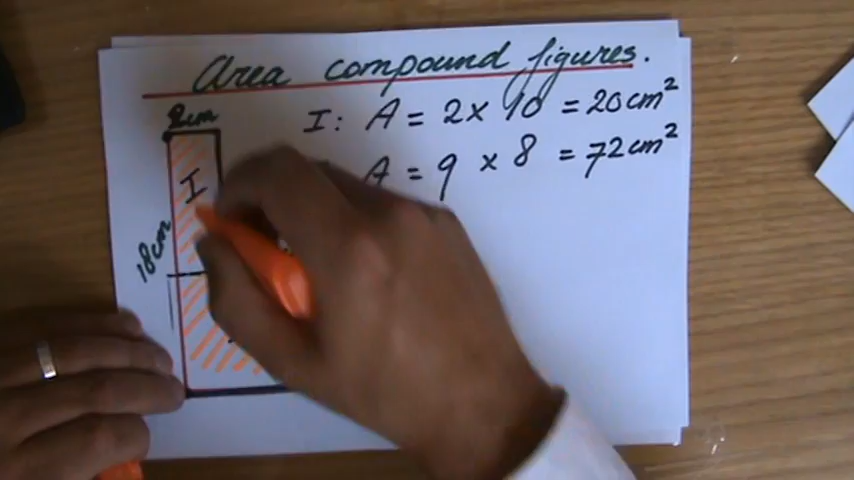 Area compound figures.
I: A = 2 x 10 = 20cm²
A = 9 x 8 = 72cm²
2cm
I
18cm